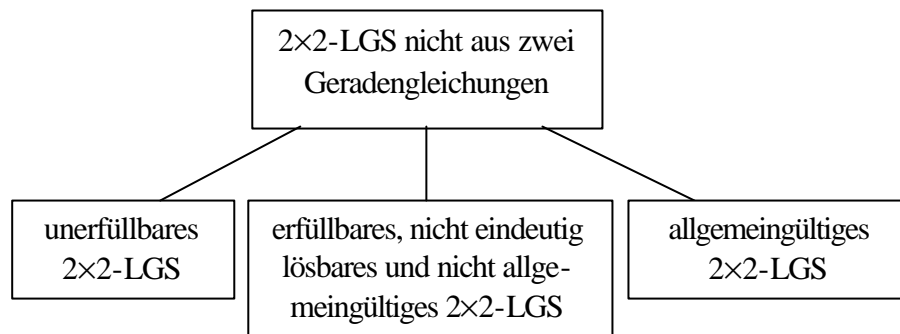 2×2-LGS nicht aus zwei
Geradengleichungen
unerfüllbares
2×2-LGS
erfüllbares, nicht eindeutig
lösbares und nicht allge-
meingültiges 2×2-LGS
allgemeingültiges
2×2-LGS